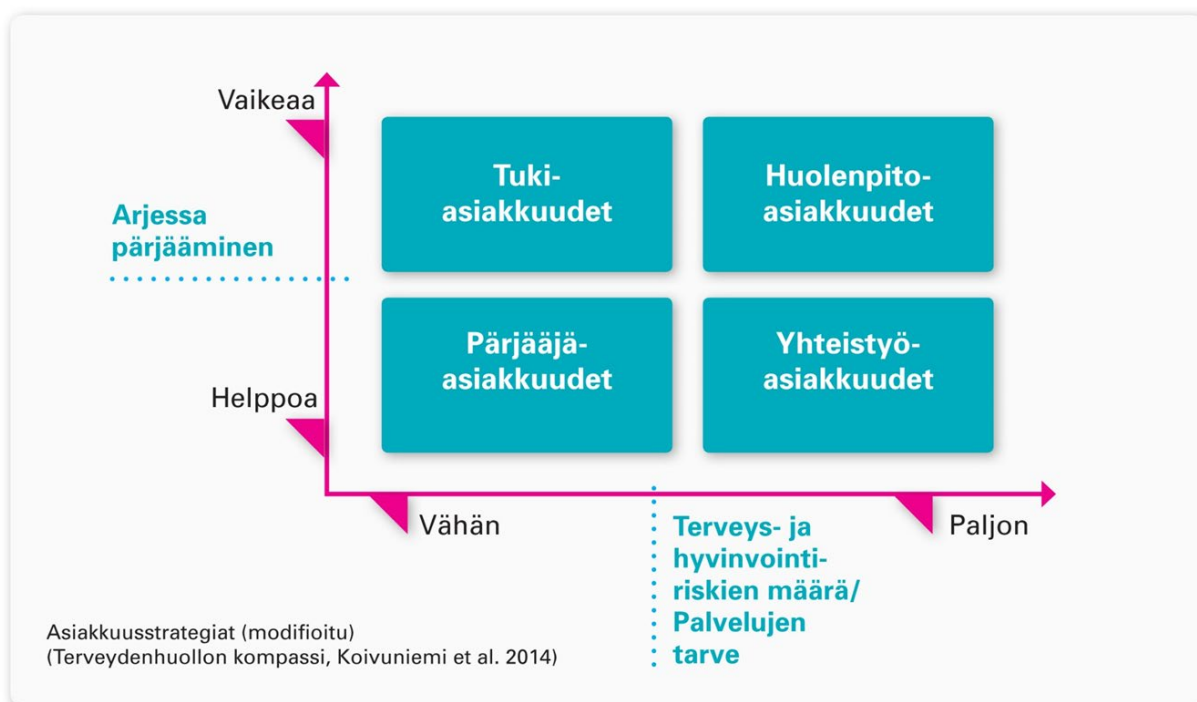 Vaikeaa
Tuki-
asiakkuudet
Huolenpito-
asiakkuudet
Arjessa
pärjääminen
Pärjääjä-
asiakkuudet
Yhteistyö-
asiakkuudet
Helppoa
Vähän
Terveys- ja
hyvinvointi-
riskien määrä/
Palvelujen
tarve
Paljon
Asiakkuusstrategiat (modifioitu)
(Terveydenhuollon kompassi, Koivuniemi et al. 2014)